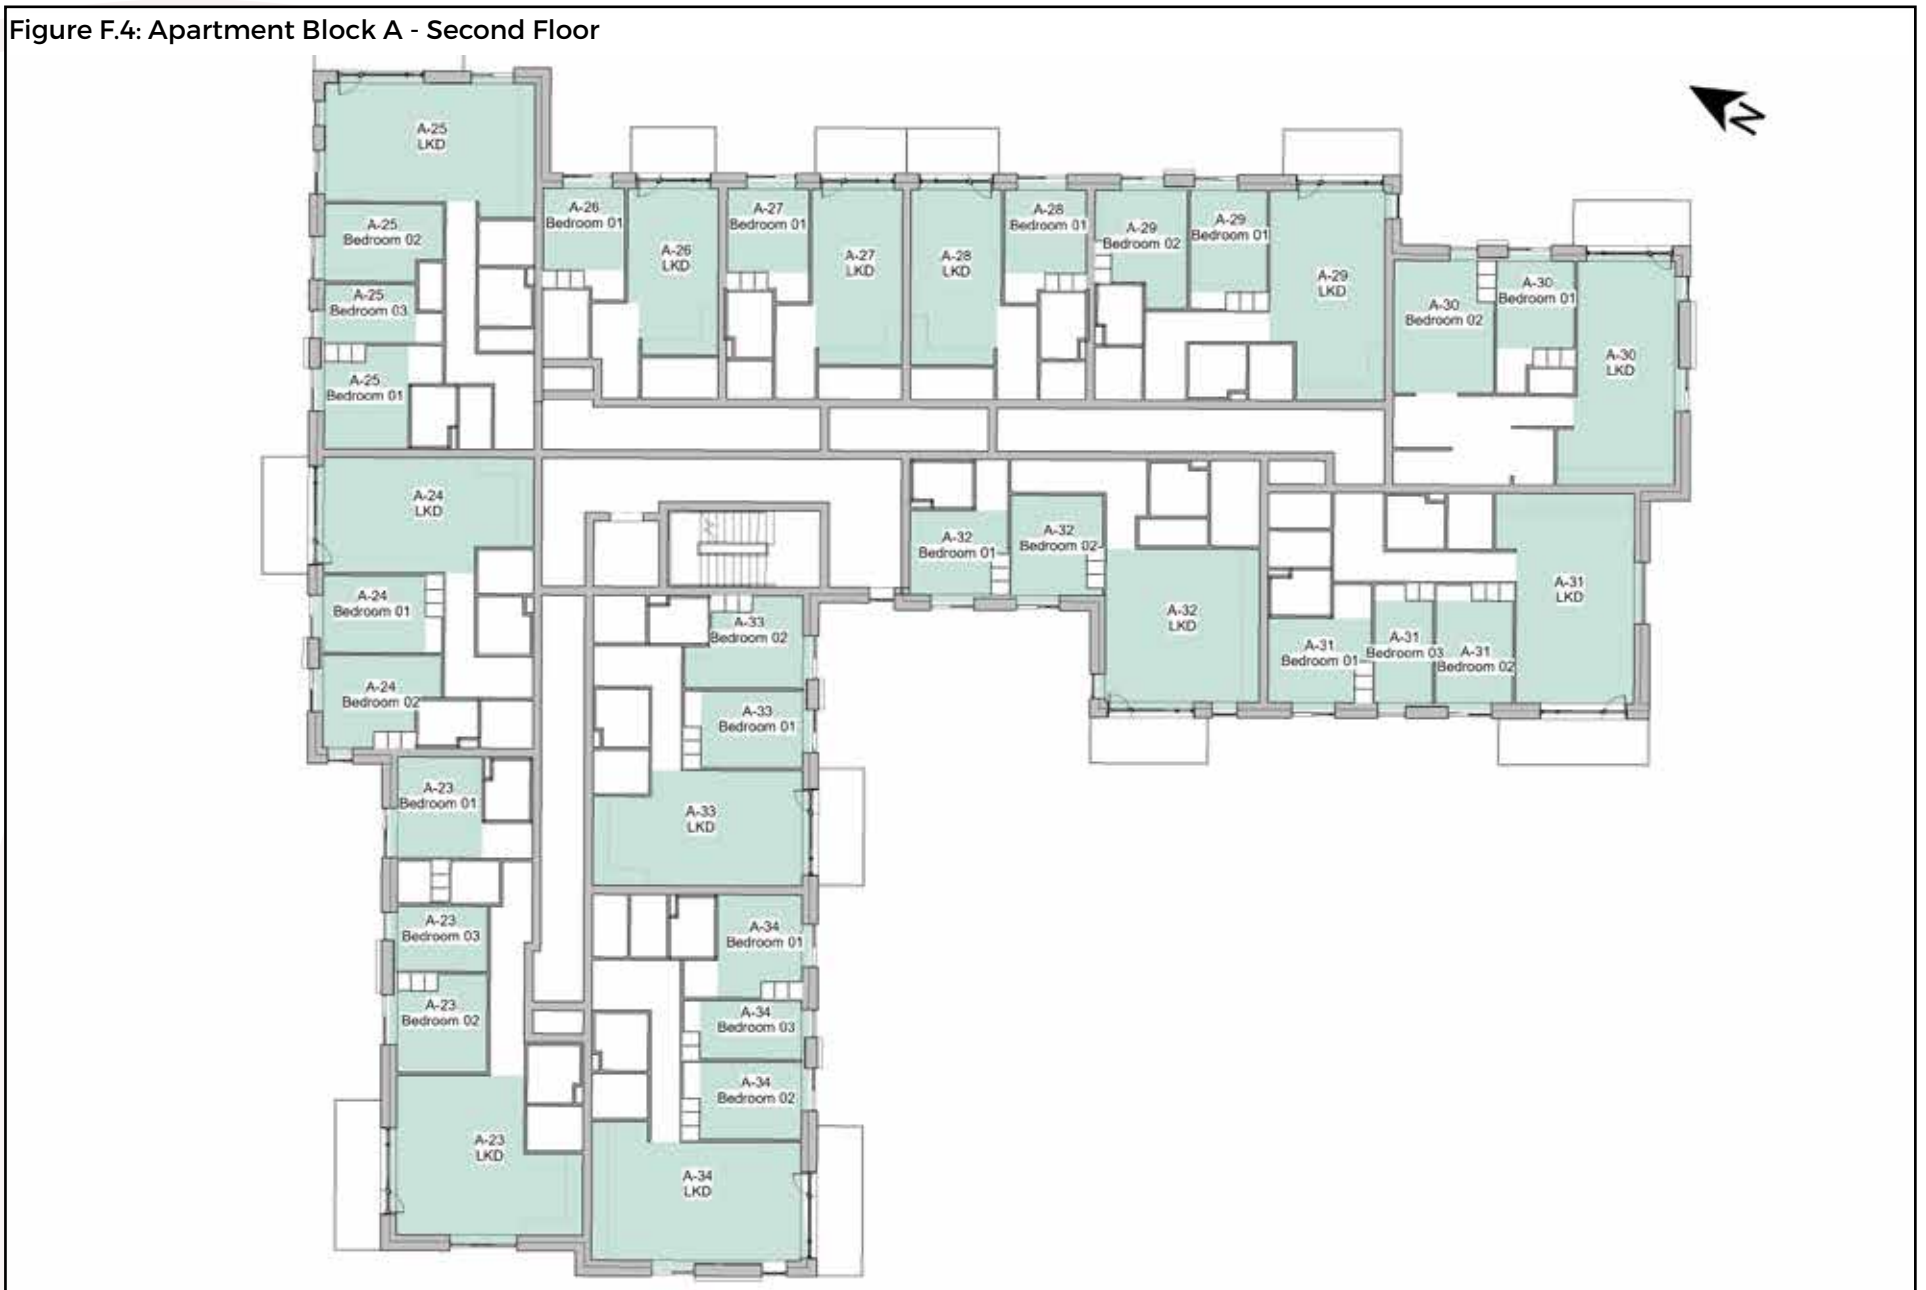 Figure F.4: Apartment Block A - Second Floor
N
A-25
LKD
A-25
Bedroom 02
A-25
Bedroom 03
A-25
Bedroom 01
A-26
Bedroom 01
A-26
LKD
A-27
Bedroom 01
A-27
LKD
A-28
LKD
A-28
Bedroom 01
A-29
Bedroom 02
A-29
Bedroom 01
A-29
LKD
A-30
Bedroom 02
A-30
Bedroom 01
A-30
LKD
A-24
LKD
A-24
Bedroom 01
A-24
Bedroom 02
A-32
Bedroom 01
A-32
Bedroom 02
A-32
LKD
A-31
Bedroom 01
A-31
Bedroom 03
A-31
Bedroom 02
A-31
LKD
A-33
Bedroom 02
A-33
Bedroom 01
A-33
LKD
A-23
Bedroom 01
A-23
Bedroom 03
A-23
Bedroom 02
A-23
LKD
A-34
Bedroom 01
A-34
Bedroom 03
A-34
Bedroom 02
A-34
LKD